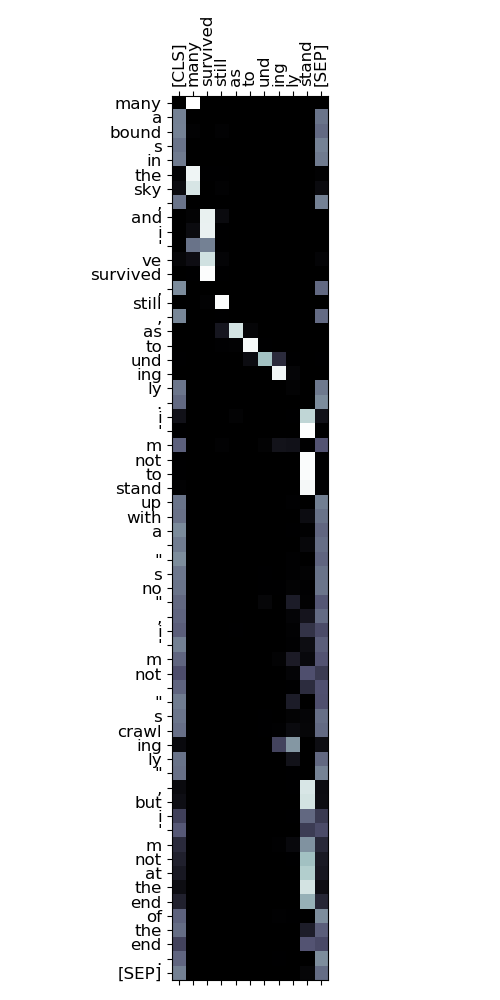 [CLS]
many
survived
still
as
to
und
ing
ly
stand
[SEP]
many
a
bound
s
in
the
sky
,
and
i
'
ve
survived
,
still
,
as
to
und
ing
ly
.
i
'
m
not
to
stand
up
with
a
-
"
s
no
"
,
i
'
m
not
-
"
s
crawl
ing
ly
"
,
but
i
'
m
not
at
the
end
of
the
end
.
[SEP]